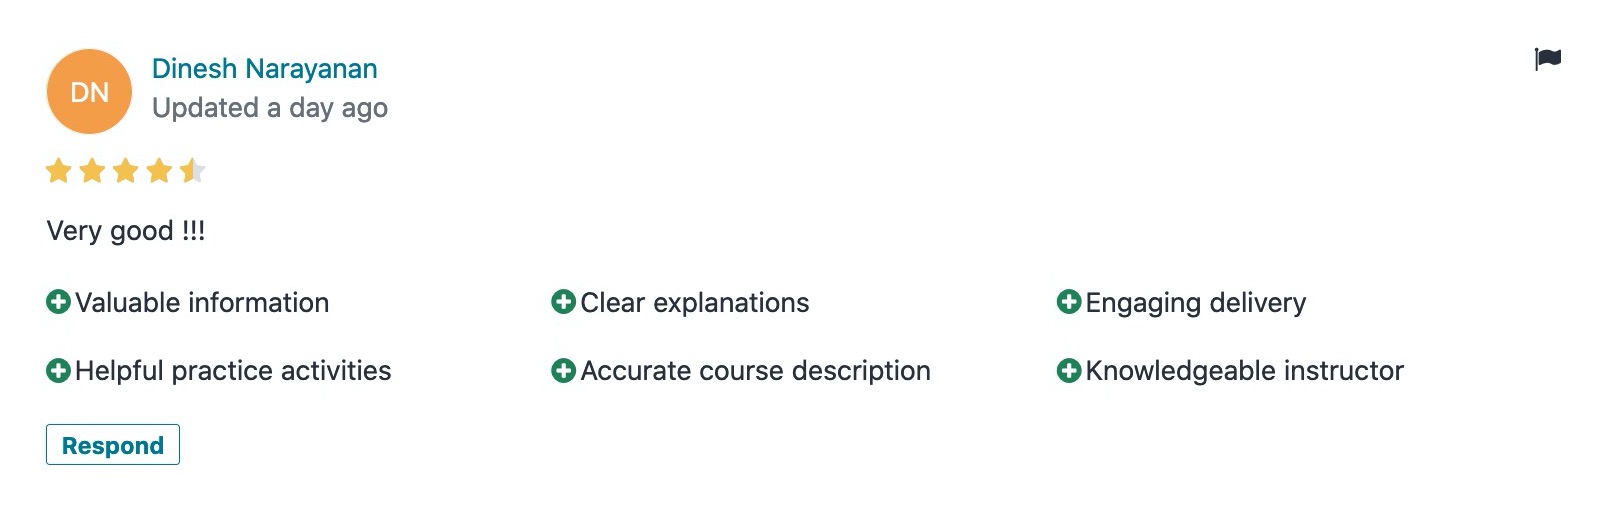 DN
Dinesh Narayanan
Updated a day ago
Very good !!!
Valuable information
Clear explanations
Engaging delivery
Helpful practice activities
Accurate course description
Knowledgeable instructor
Respond